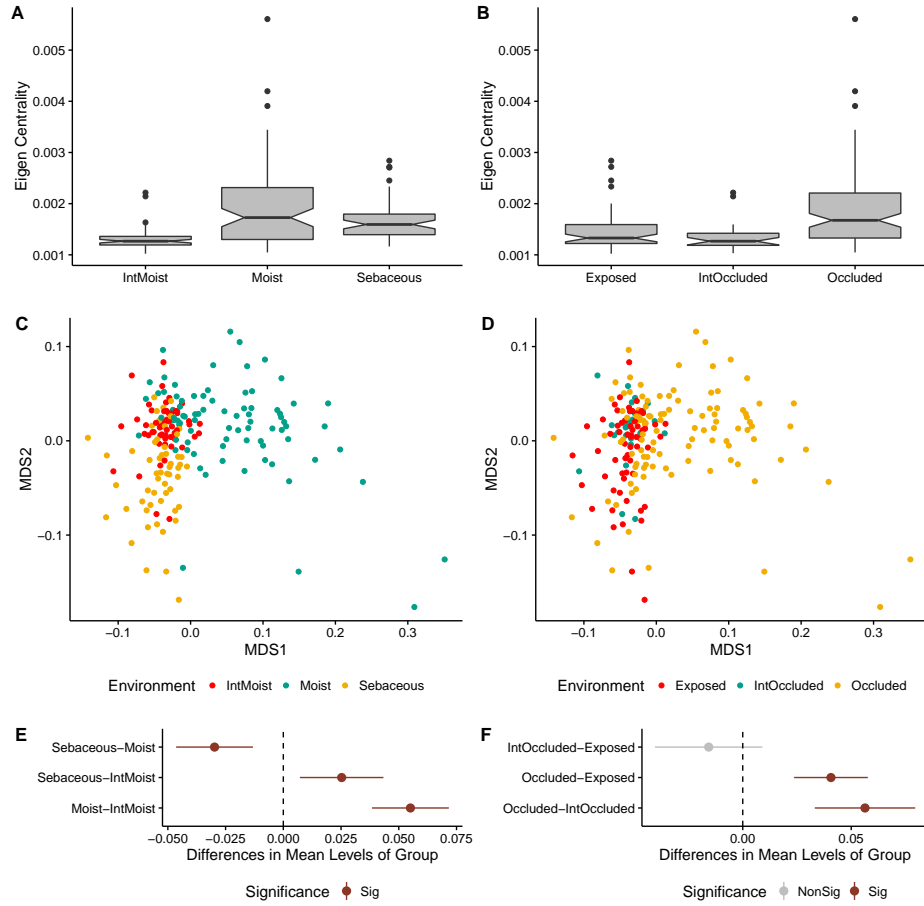 A
Eigen Centrality
0.005
0.004
0.003
0.002
0.001
IntMoist Moist Sebaceous
B
Eigen Centrality
0.005
0.004
0.003
0.002
0.001
Exposed IntOccluded Occluded
C
MDS2
0.1
0.0
−0.1
−0.1 0.0 0.1 0.2 0.3
MDS1
Environment IntMoist Moist Sebaceous
D
MDS2
0.1
0.0
−0.1
−0.1 0.0 0.1 0.2 0.3
MDS1
Environment Exposed IntOccluded Occluded
E
Sebaceous−Moist
Sebaceous−IntMoist
Moist−IntMoist
−0.050 −0.025 0.000 0.025 0.050 0.075
Differences in Mean Levels of Group
Significance Sig
F
IntOccluded−Exposed
Occluded−Exposed
Occluded−IntOccluded
0.00 0.05
Differences in Mean Levels of Group
Significance NonSig Sig